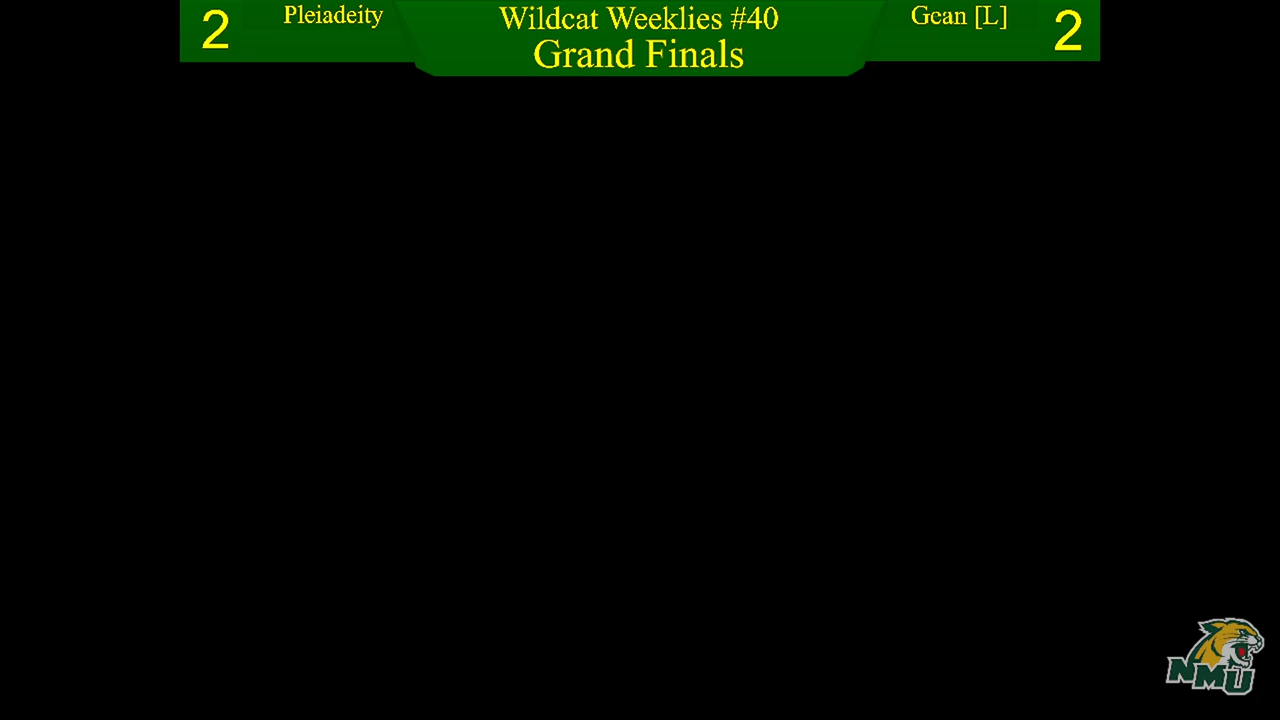 2
Pleiadeity
Wildcat Weeklies #40
Grand Finals
Gean [L]
2
NMU